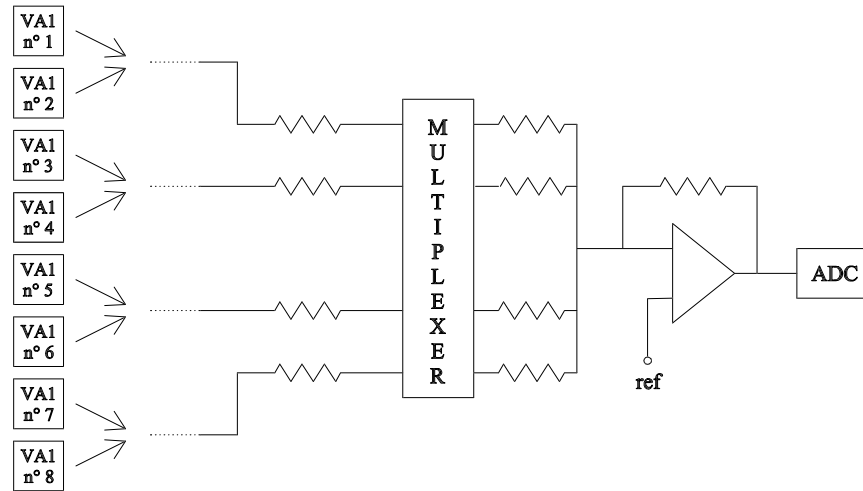 VA1
n° 1
VA1
n° 2
VA1
n° 3
VA1
n° 4
VA1
n° 5
VA1
n° 6
VA1
n° 7
VA1
n° 8
MULTIPLEXER
ref
ADC